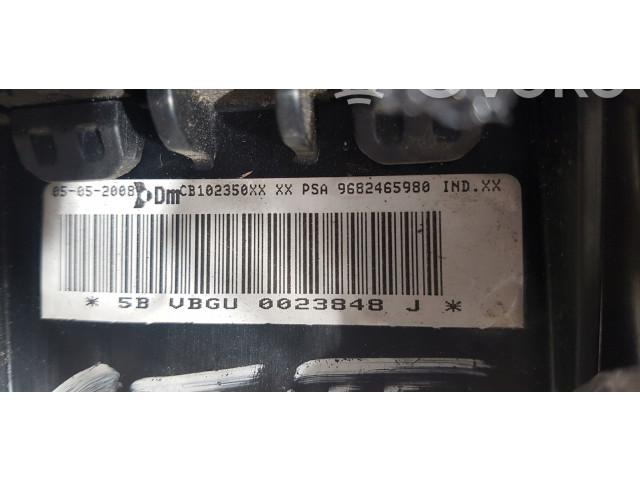 05-05-2008 Dm CB102350XX XX PSA 9682465980 IND.XX
* 5B VBGU 0023848 J *